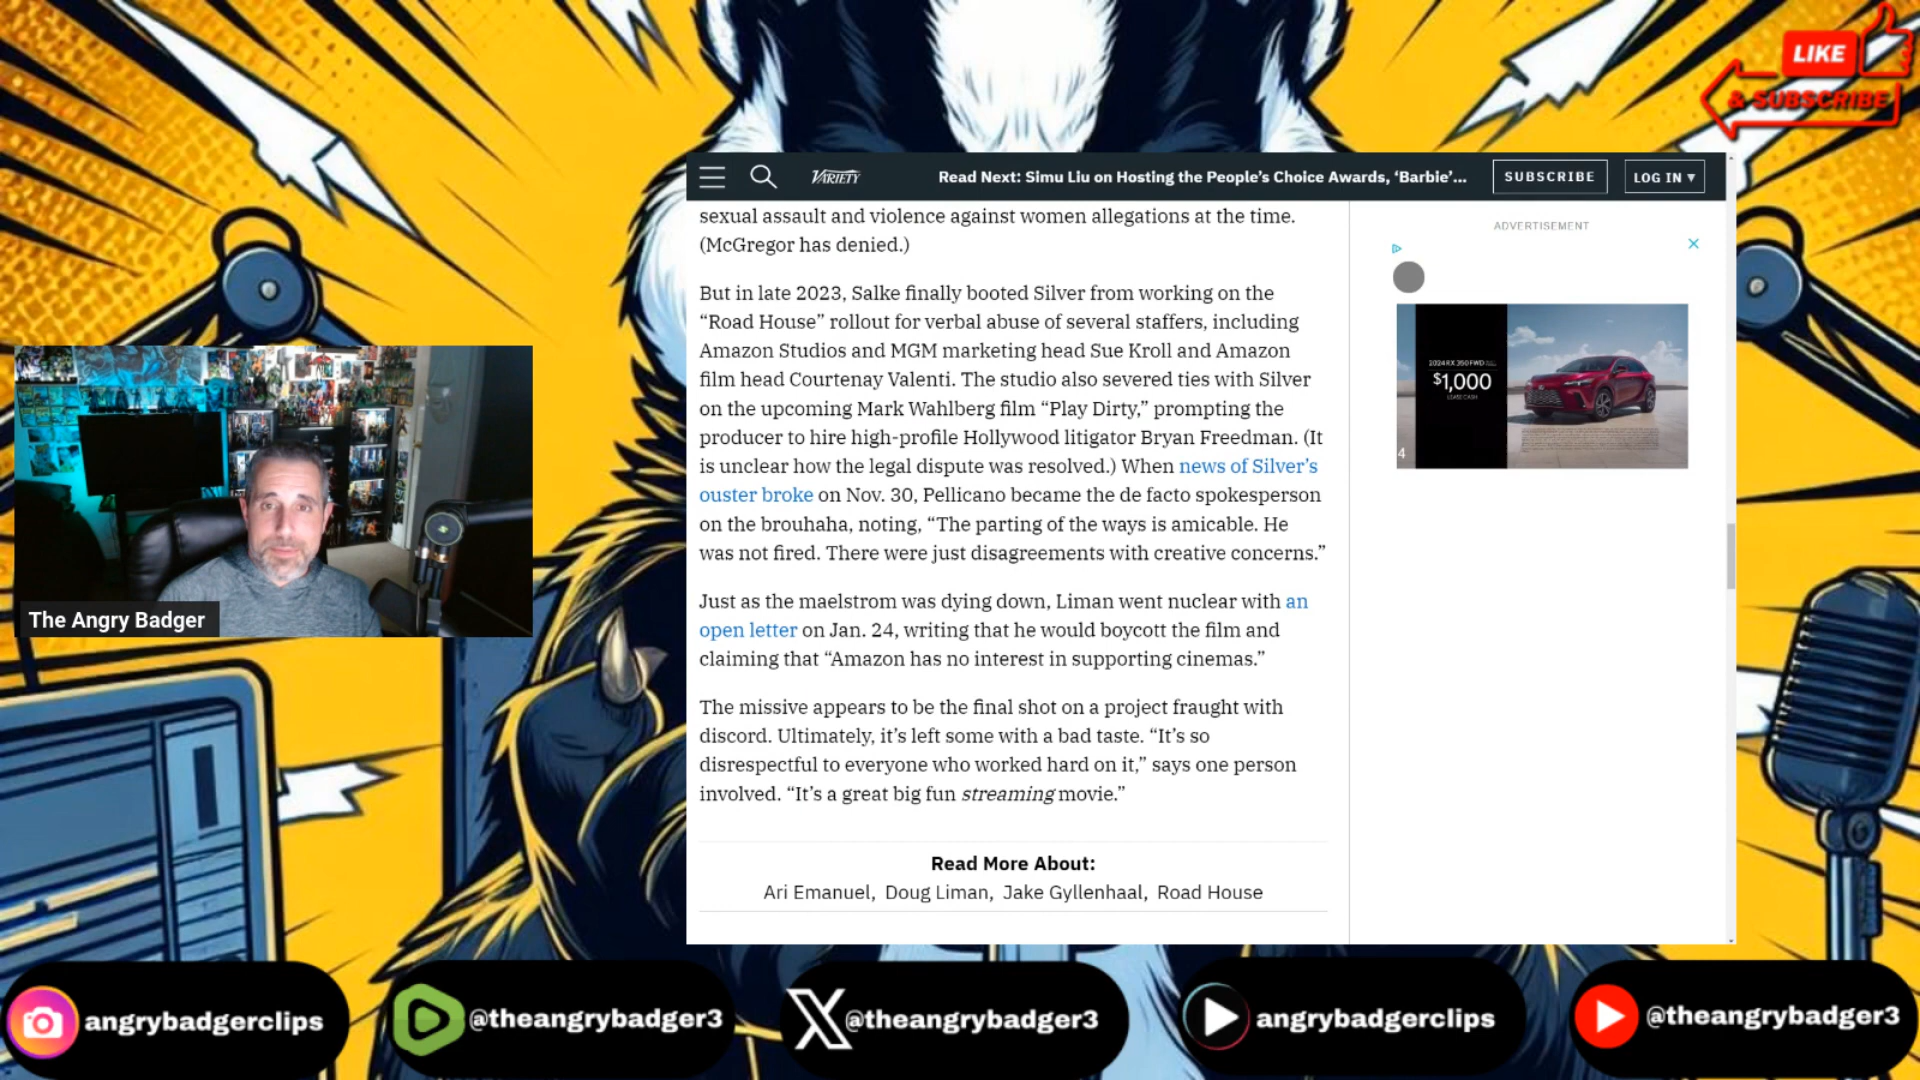 LIKE
& SUBSCRIBE
VARIETY
Read Next: Simu Liu on Hosting the People’s Choice Awards, ‘Barbie’...
SUBSCRIBE
LOG IN ▾
sexual assault and violence against women allegations at the time.
(McGregor has denied.)
But in late 2023, Salke finally booted Silver from working on the
“Road House” rollout for verbal abuse of several staffers, including
Amazon Studios and MGM marketing head Sue Kroll and Amazon
film head Courtenay Valenti. The studio also severed ties with Silver
on the upcoming Mark Wahlberg film “Play Dirty,” prompting the
producer to hire high-profile Hollywood litigator Bryan Freedman. (It
is unclear how the legal dispute was resolved.) When news of Silver’s
ouster broke on Nov. 30, Pellicano became the de facto spokesperson
on the brouhaha, noting, “The parting of the ways is amicable. He
was not fired. There were just disagreements with creative concerns.”
Just as the maelstrom was dying down, Liman went nuclear with an
open letter on Jan. 24, writing that he would boycott the film and
claiming that “Amazon has no interest in supporting cinemas.”
The missive appears to be the final shot on a project fraught with
discord. Ultimately, it’s left some with a bad taste. “It’s so
disrespectful to everyone who worked hard on it,” says one person
involved. “It’s a great big fun streaming movie.”
Read More About:
Ari Emanuel, Doug Liman, Jake Gyllenhaal, Road House
ADVERTISEMENT
2024 RX 350 FWD
$1,000
LEASE CASH
4
The Angry Badger
angrybadgerclips
@theangrybadger3
@theangrybadger3
angrybadgerclips
@theangrybadger3